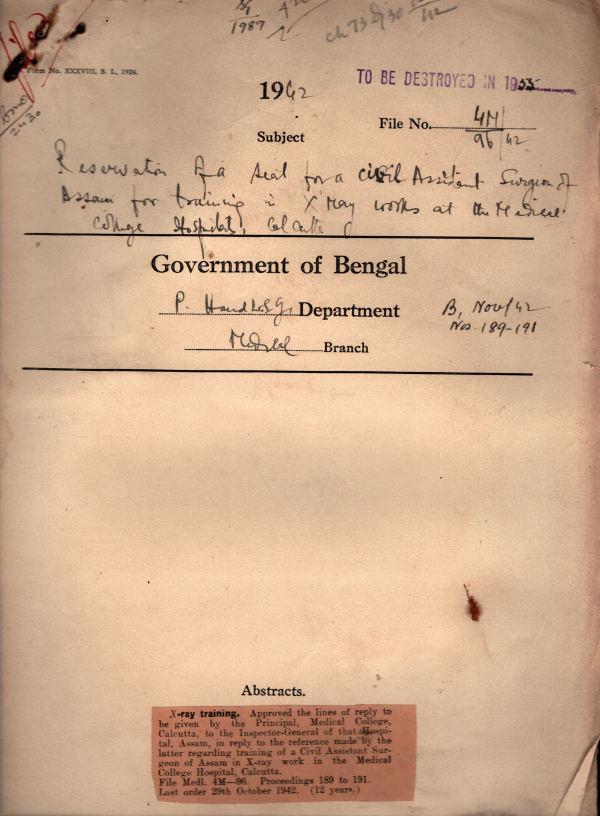 1989
Form No. XXXVIII, S. L., 1926.
TO BE DESTROYED IN 1955
1942
File No. 4M/96/42
Subject
Reservation of a seat for a civil Assistant Surgeon of
Assam for training in X Ray works at the Medical
College Hospitals, Calcutta
Government of Bengal
P. H. and L. S. G. Department
B, Nov/42
Nos. 189-191
Medical Branch
Abstracts.
X-ray training. Approved the lines of reply to
be given by the Principal, Medical College,
Calcutta, to the Inspector-General of that Hospi-
tal, Assam, in reply to the reference made by the
latter regarding training of a Civil Assistant Sur-
geon of Assam in X-ray work in the Medical
College Hospital, Calcutta.
File Medl. 4M—96. Proceedings 189 to 191.
Last order 29th October 1942. (12 years.)